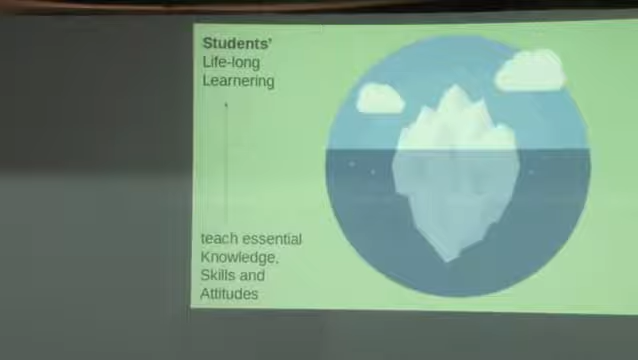 Students'
Life-long
Learnering
teach essential
Knowledge,
Skills and
Attitudes